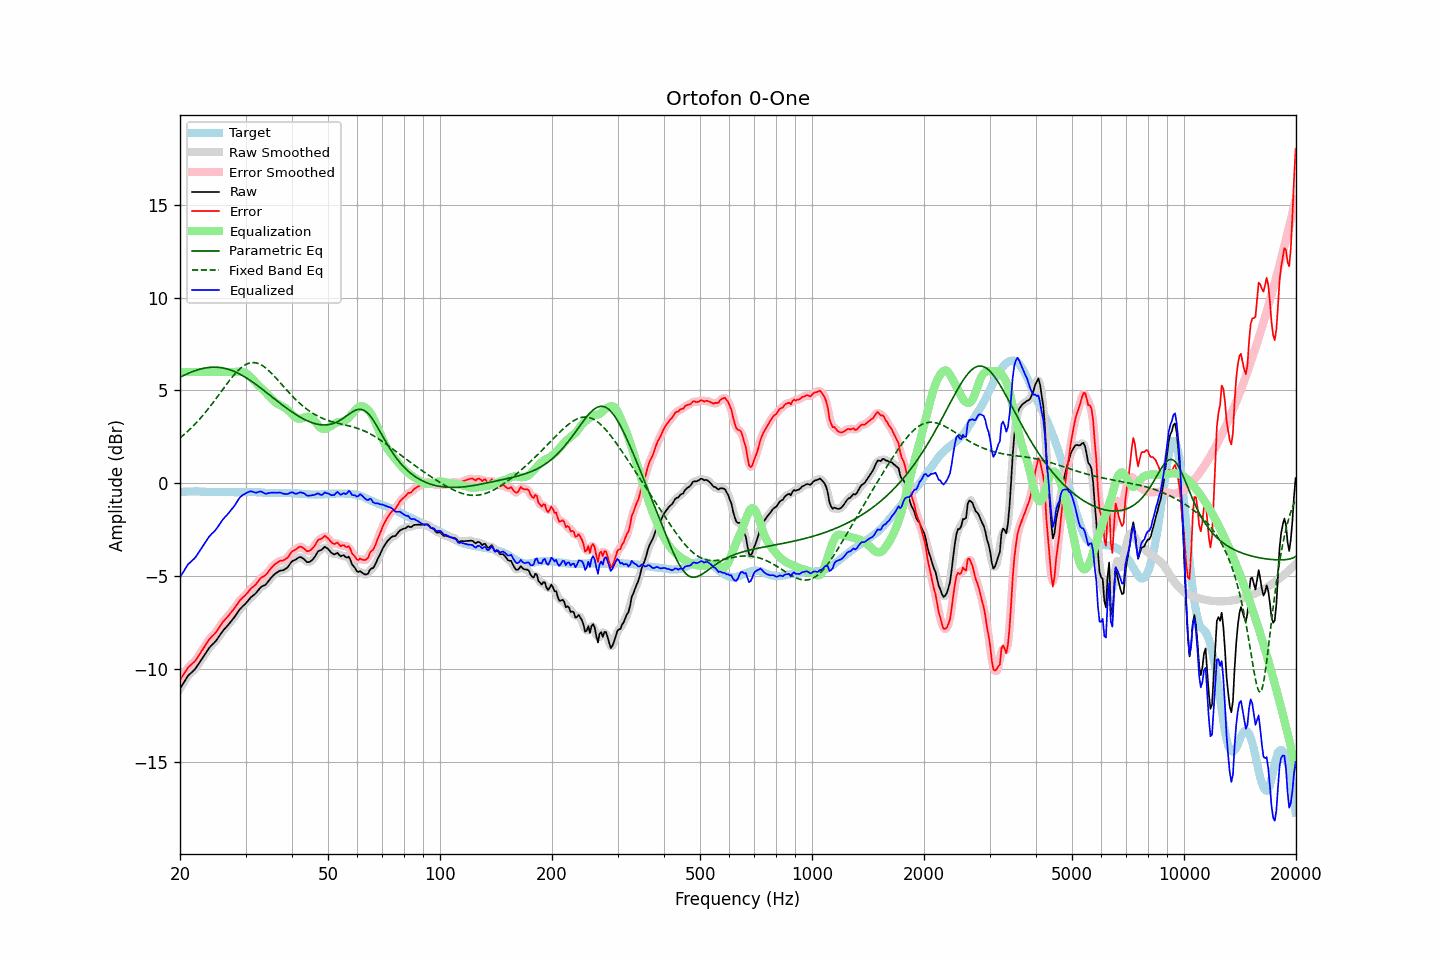 Ortofon 0-One
Target
Raw Smoothed
Error Smoothed
Raw
Error
Equalization
Parametric Eq
Fixed Band Eq
Equalized
15
10
5
0
−5
−10
−15
Amplitude (dBr)
20 50 100 200 500 1000 2000 5000 10000 20000
Frequency (Hz)